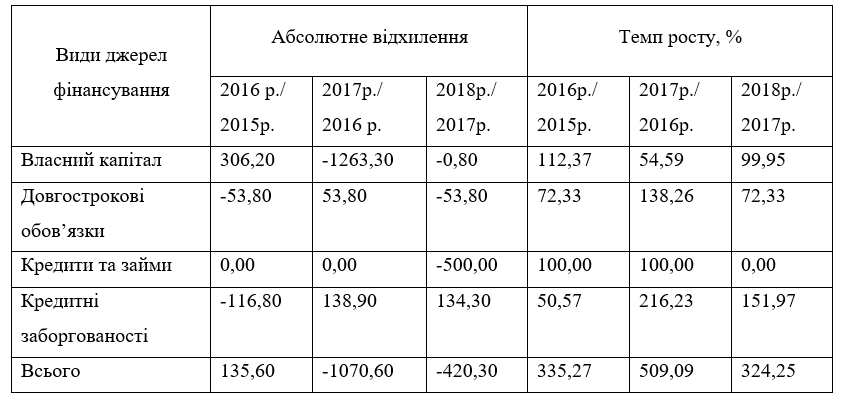 Види джерел фінансування
Абсолютне відхилення
Темп росту, %
2016 р./ 2015р.
2017р./ 2016 р.
2018р./ 2017р.
2016р./ 2015р.
2017р./ 2016р.
2018р./ 2017р.
Власний капітал 306,20 -1263,30 -0,80 112,37 54,59 99,95
Довгострокові обов’язки -53,80 53,80 -53,80 72,33 138,26 72,33
Кредити та займи 0,00 0,00 -500,00 100,00 100,00 0,00
Кредитні заборгованості -116,80 138,90 134,30 50,57 216,23 151,97
Всього 135,60 -1070,60 -420,30 335,27 509,09 324,25